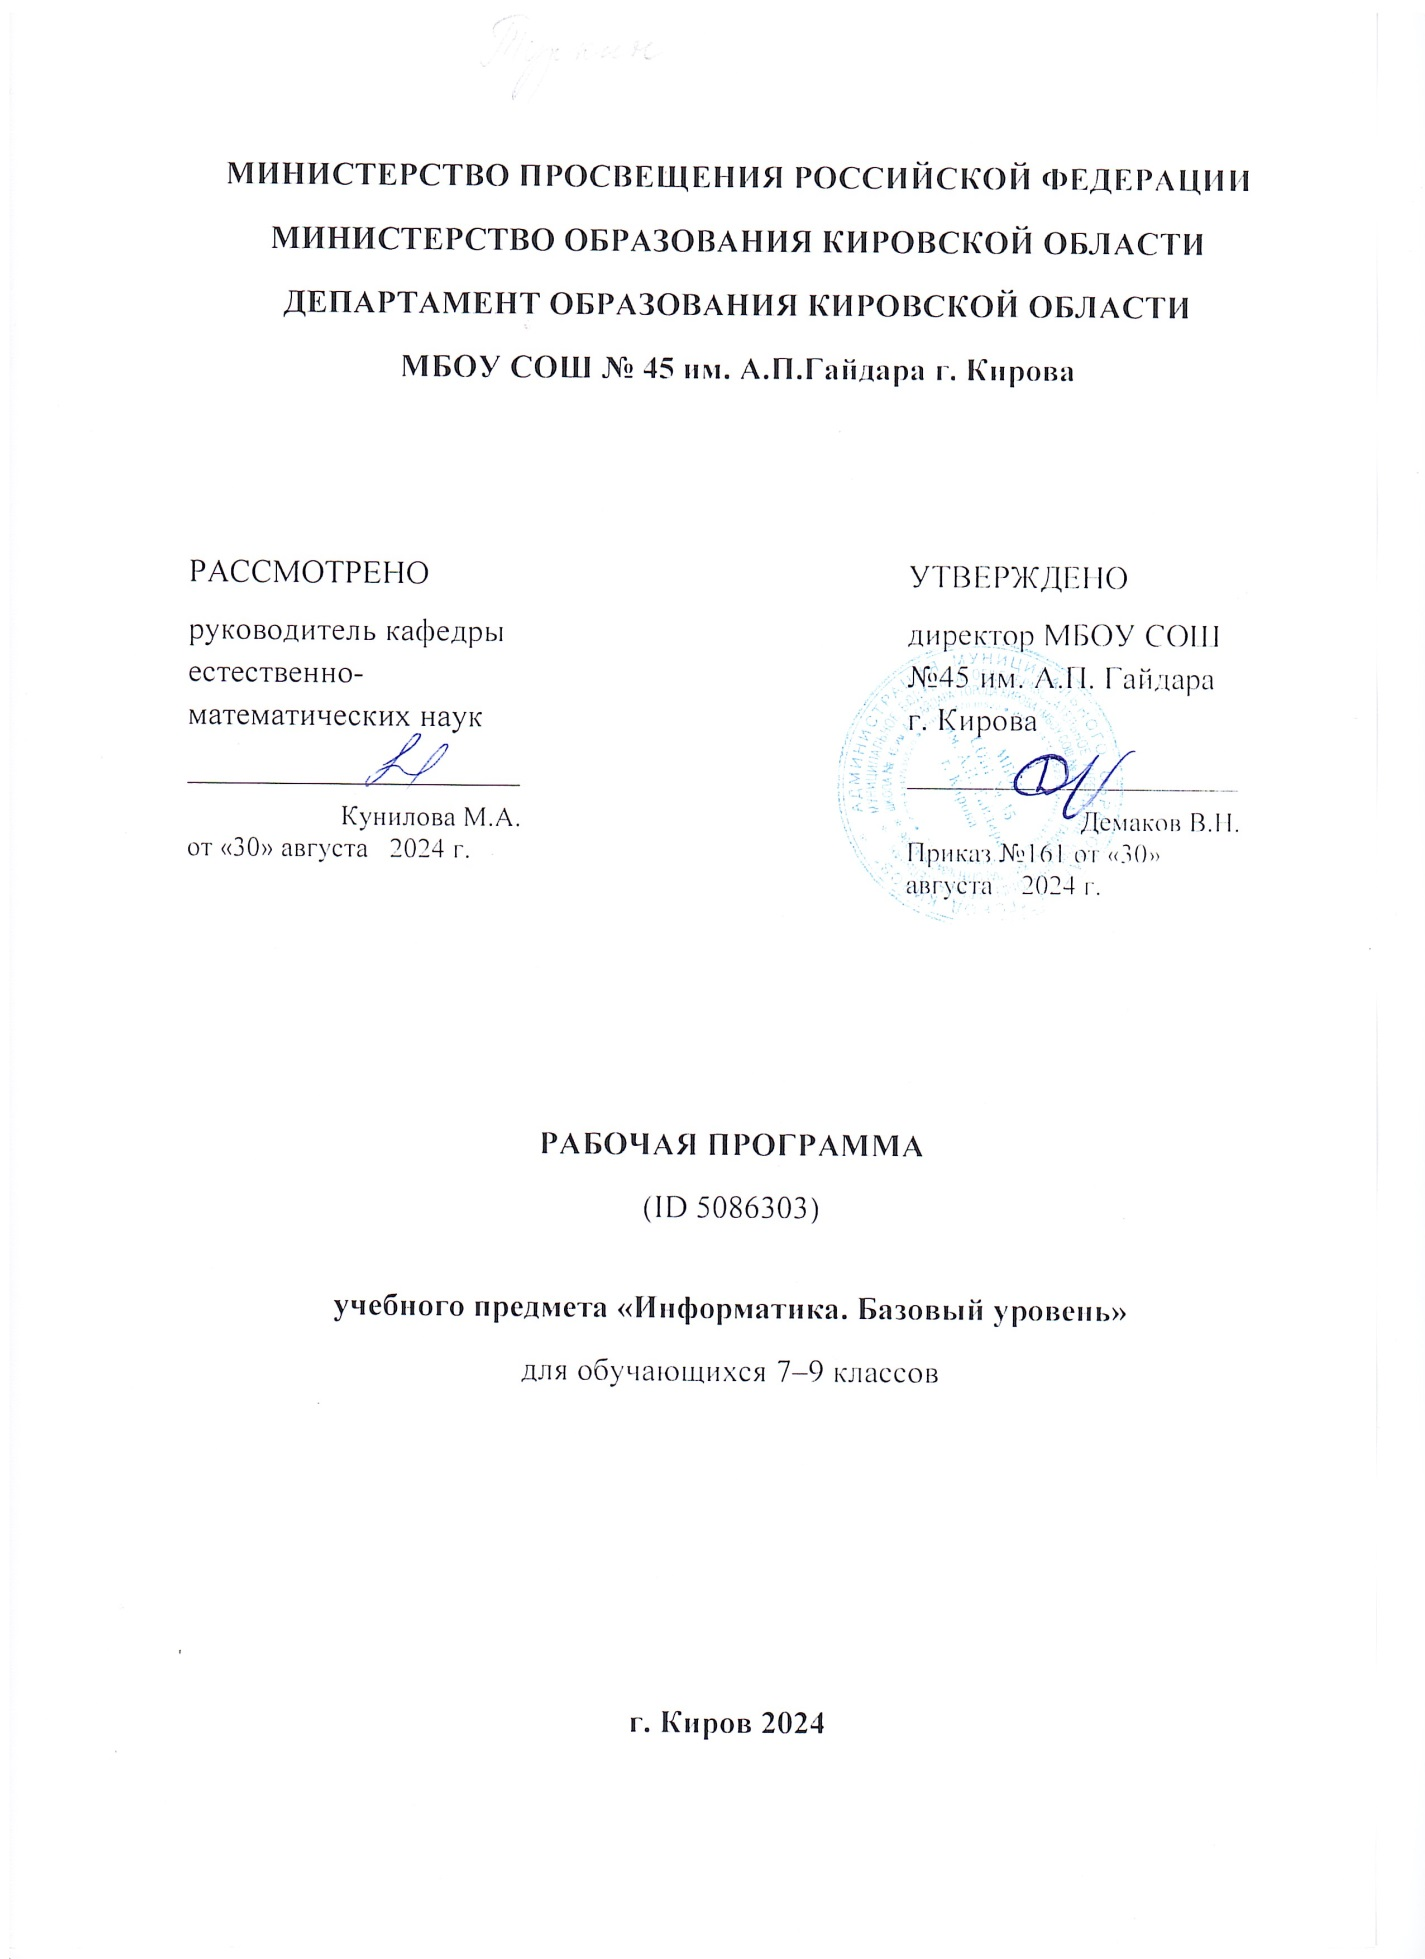 МИНИСТЕРСТВО ПРОСВЕЩЕНИЯ РОССИЙСКОЙ ФЕДЕРАЦИИ
МИНИСТЕРСТВО ОБРАЗОВАНИЯ КИРОВСКОЙ ОБЛАСТИ
ДЕПАРТАМЕНТ ОБРАЗОВАНИЯ КИРОВСКОЙ ОБЛАСТИ
МБОУ СОШ № 45 им. А.П.Гайдара г. Кирова
РАССМОТРЕНО
руководитель кафедры
естественно-
математических наук
Кунилова М.А.
от «30» августа 2024 г.
УТВЕРЖДЕНО
директор МБОУ СОШ
№45 им. А.П. Гайдара
г. Кирова
Демаков В.Н.
Приказ №161 от «30»
августа 2024 г.
РАБОЧАЯ ПРОГРАММА
(ID 5086303)
учебного предмета «Информатика. Базовый уровень»
для обучающихся 7–9 классов
г. Киров 2024